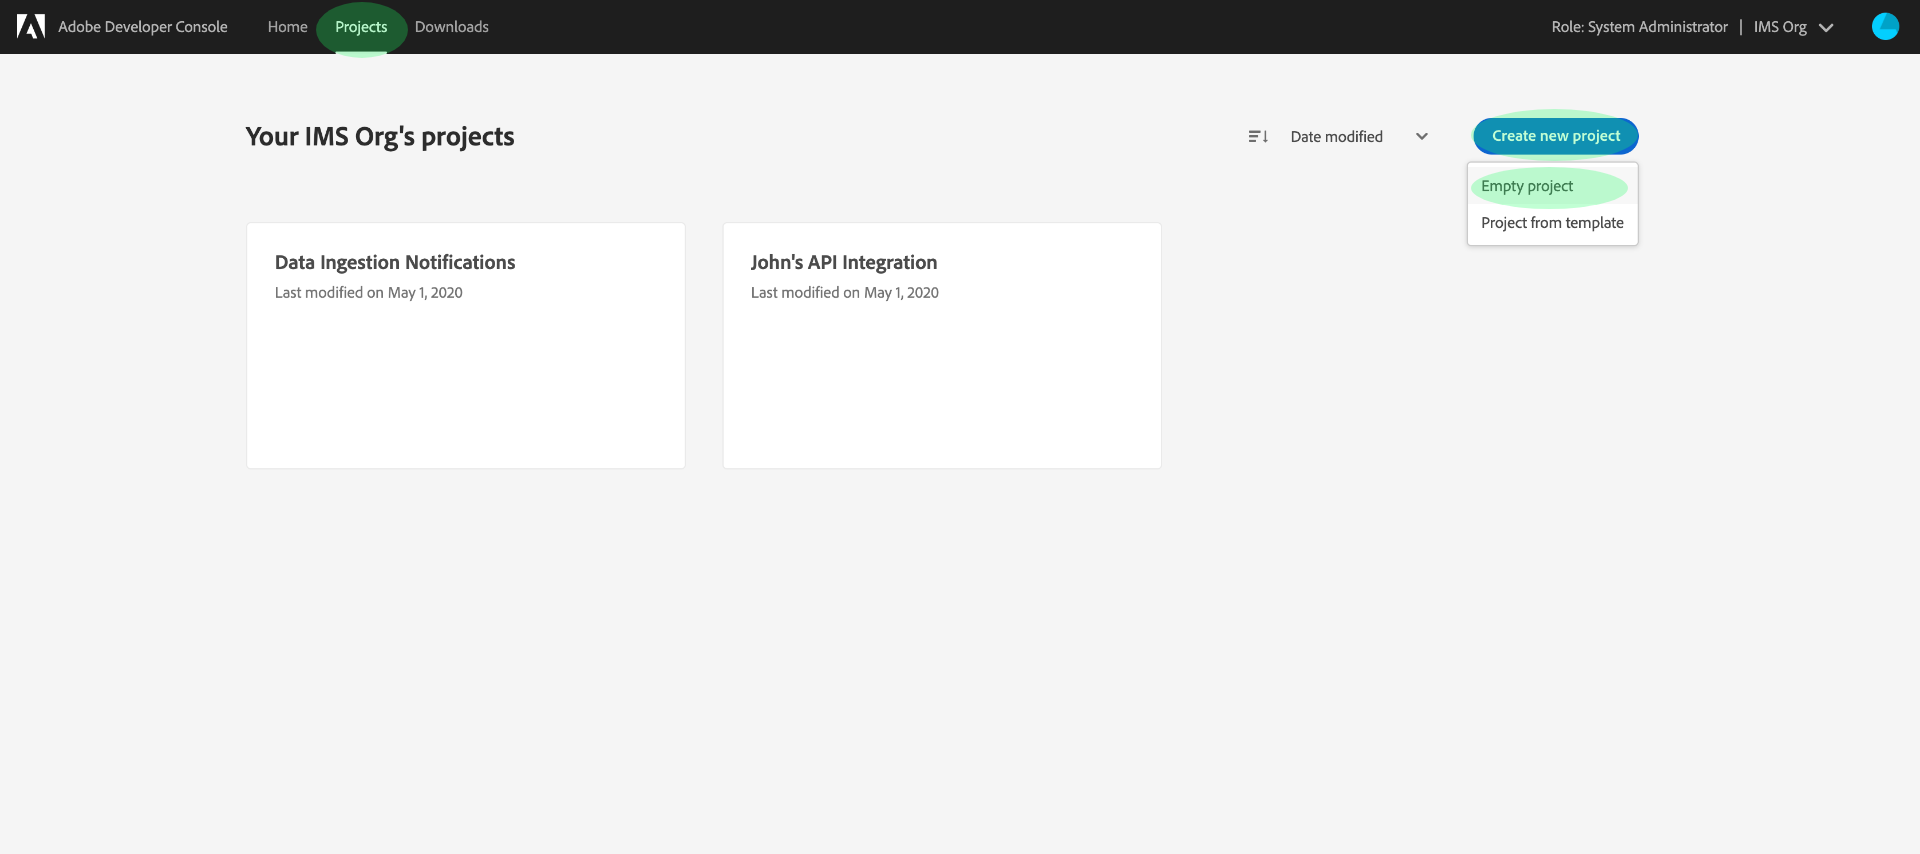 Adobe Developer Console
Home
Projects
Downloads
Role: System Administrator | IMS Org
Your IMS Org's projects
Date modified
Create new project
Empty project
Project from template
Data Ingestion Notifications
Last modified on May 1, 2020
John's API Integration
Last modified on May 1, 2020